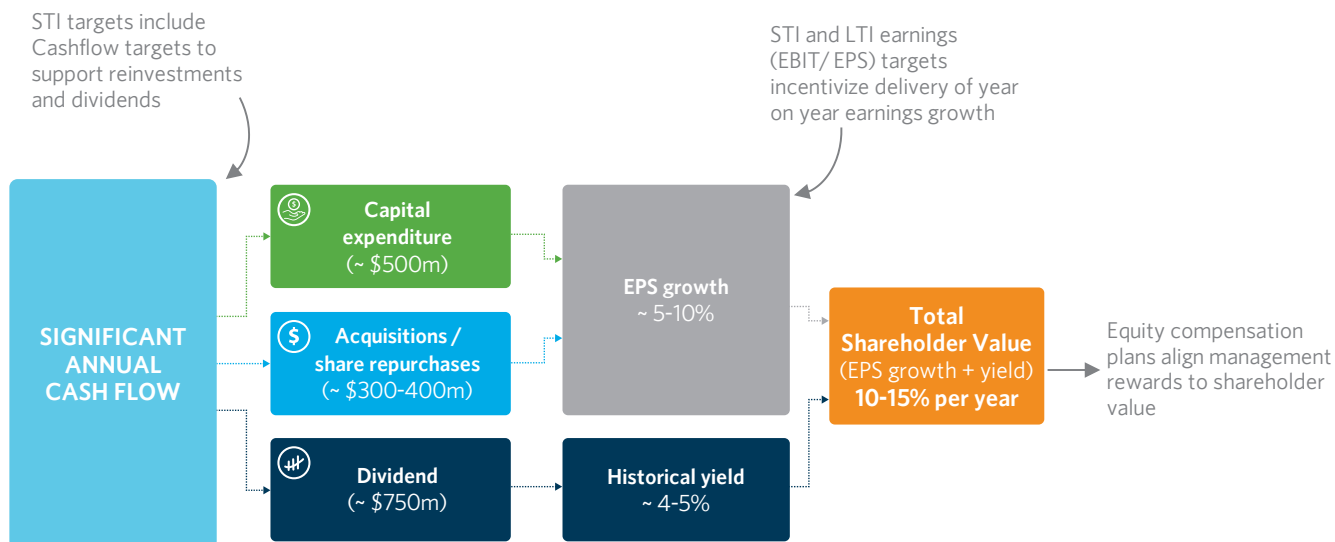 STI targets include
Cashflow targets to
support reinvestments
and dividends
STI and LTI earnings
(EBIT/ EPS) targets
incentivize delivery of year
on year earnings growth
SIGNIFICANT
ANNUAL
CASH FLOW
$
Capital
expenditure
(~ $500m)
$
Acquisitions /
share repurchases
(~ $300-400m)
Dividend
(~ $750m)
EPS growth
~ 5-10%
Historical yield
~ 4-5%
Total
Shareholder Value
(EPS growth + yield)
10-15% per year
Equity compensation
plans align management
rewards to shareholder
value